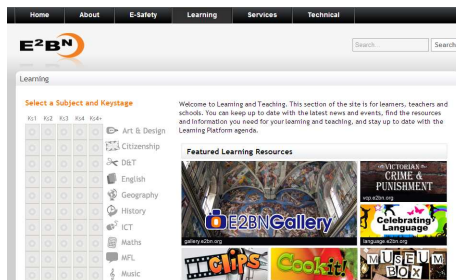 Home About E-Safety Learning Services Technical
E²BN
Search Search
Learning
Select a Subject and Keystage
Ks1 Ks2 Ks3 Ks4 Ks4+
Art & Design
Citizenship
D&T
English
Geography
History
ICT
Maths
MFL
Music
Welcome to Learning and Teaching. This section of the site is for learners, teachers and
schools. You can keep up to date with the latest news and events, find the resources
and information you need for your learning and teaching, and stay up to date with the
Learning Platform agenda.
Featured Learning Resources
E2BNGallery
gallery.e2bn.org
VICTORIAN
CRIME &
PUNISHMENT
vcp.e2bn.org
Celebrating
Language
language.e2bn.org
Clips
Cookit!
MUSEUM
BOX